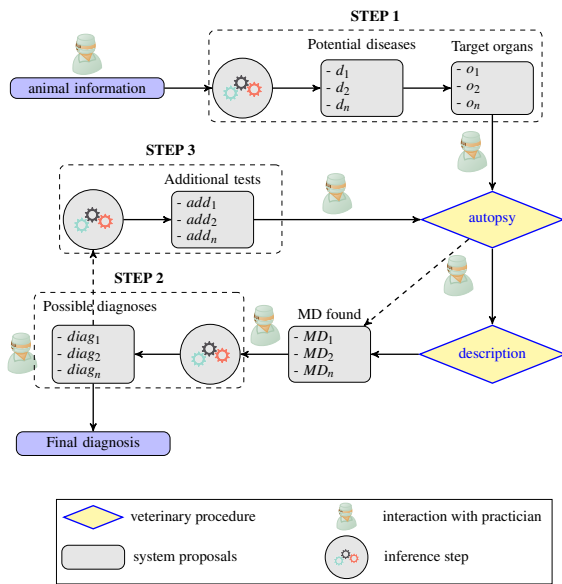 STEP 1
Potential diseases
Target organs
animal information
- d1
- d2
- dn
- o1
- o2
- on
STEP 3
Additional tests
- add1
- add2
- addn
autopsy
STEP 2
Possible diagnoses
MD found
- diag1
- diag2
- diagn
- MD1
- MD2
- MDn
description
Final diagnosis
veterinary procedure
interaction with practician
system proposals
inference step